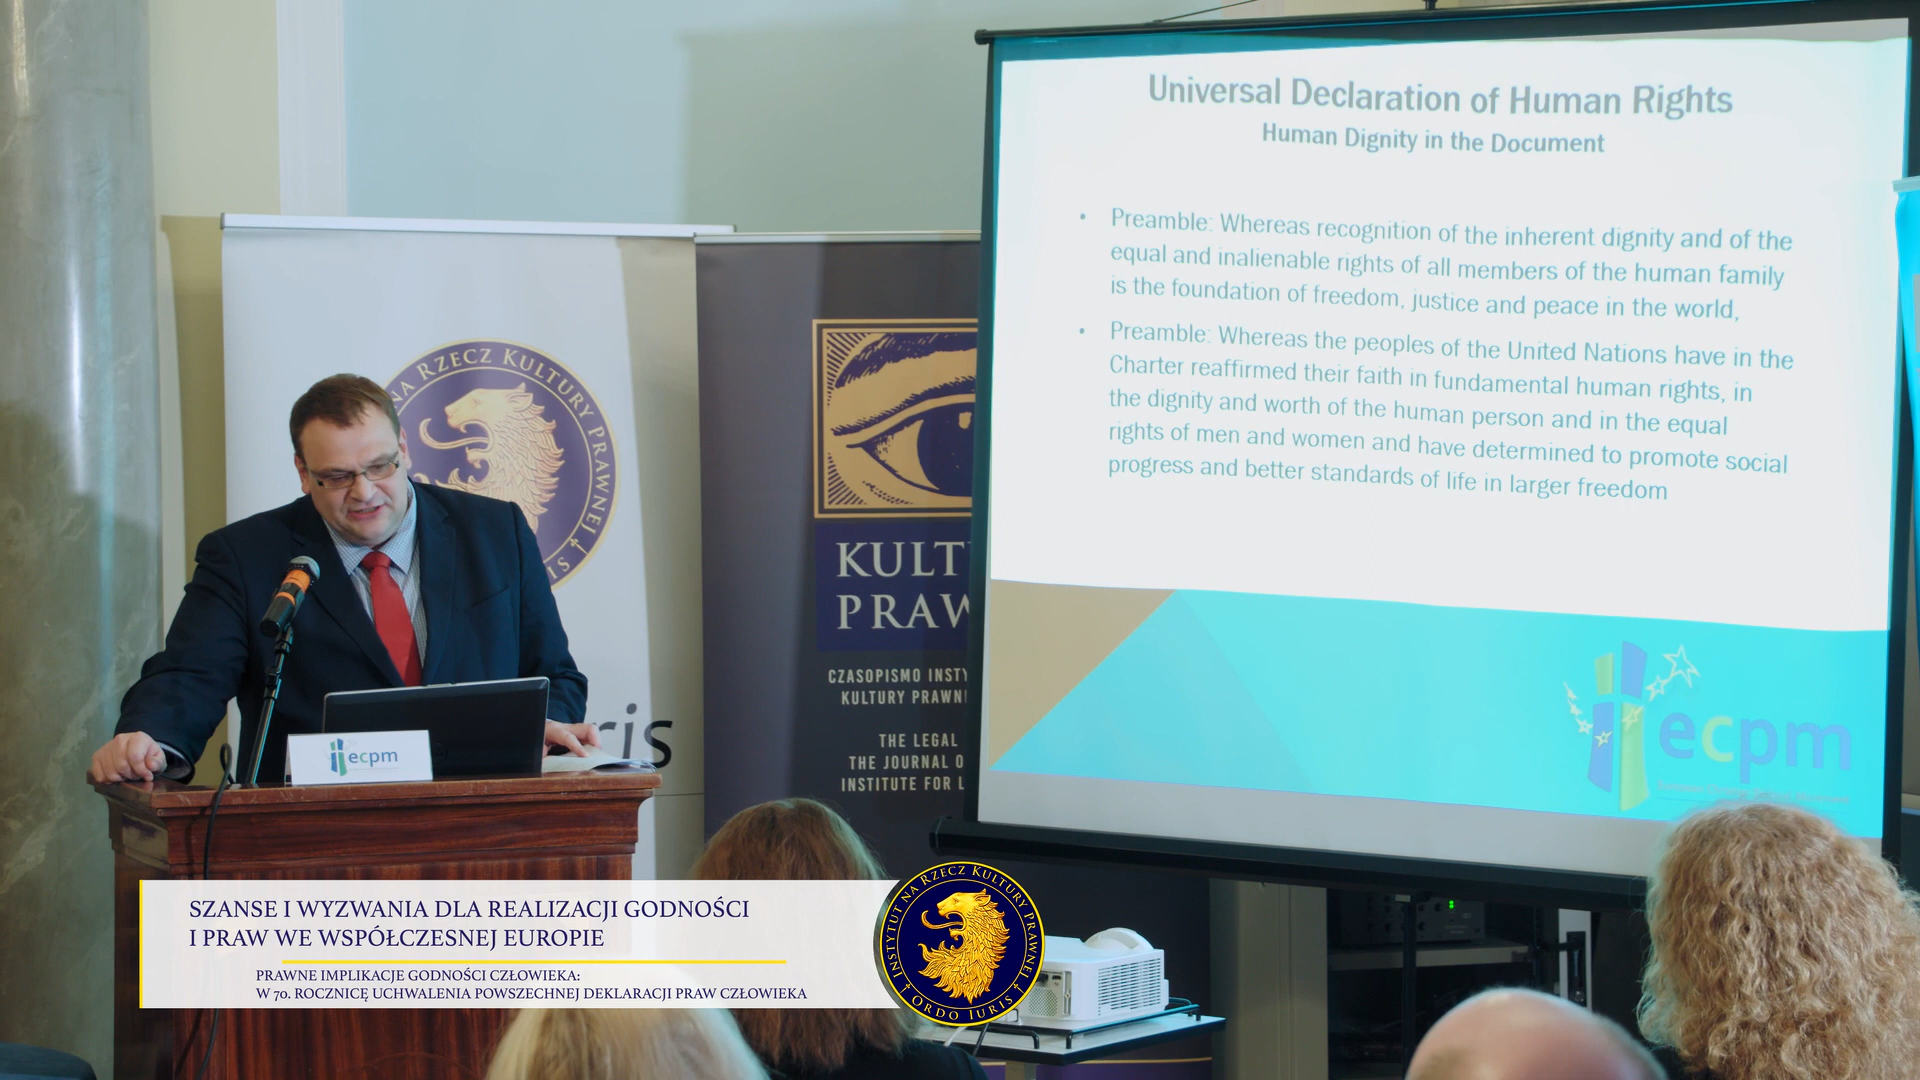 Universal Declaration of Human Rights
Human Dignity in the Document
• Preamble: Whereas recognition of the inherent dignity and of the
equal and inalienable rights of all members of the human family
is the foundation of freedom, justice and peace in the world,
• Preamble: Whereas the peoples of the United Nations have in the
Charter reaffirmed their faith in fundamental human rights, in
the dignity and worth of the human person and in the equal
rights of men and women and have determined to promote social
progress and better standards of life in larger freedom
ecpm
NA RZECZ KULTURY PRAWNEJ
IS
ris
KULT
PRAW
CZASOPISMO INSTY
KULTURY PRAWN
THE LEGAL
THE JOURNAL O
INSTITUTE FOR L
ecpm
SZANSE I WYZWANIA DLA REALIZACJI GODNOŚCI
I PRAW WE WSPÓŁCZESNEJ EUROPIE
PRAWNE IMPLIKACJE GODNOŚCI CZŁOWIEKA:
W 70. ROCZNICĘ UCHWALENIA POWSZECHNEJ DEKLARACJI PRAW CZŁOWIEKA
INSTYTUT NA RZECZ KULTURY PRAWNEJ
ORDO IURIS